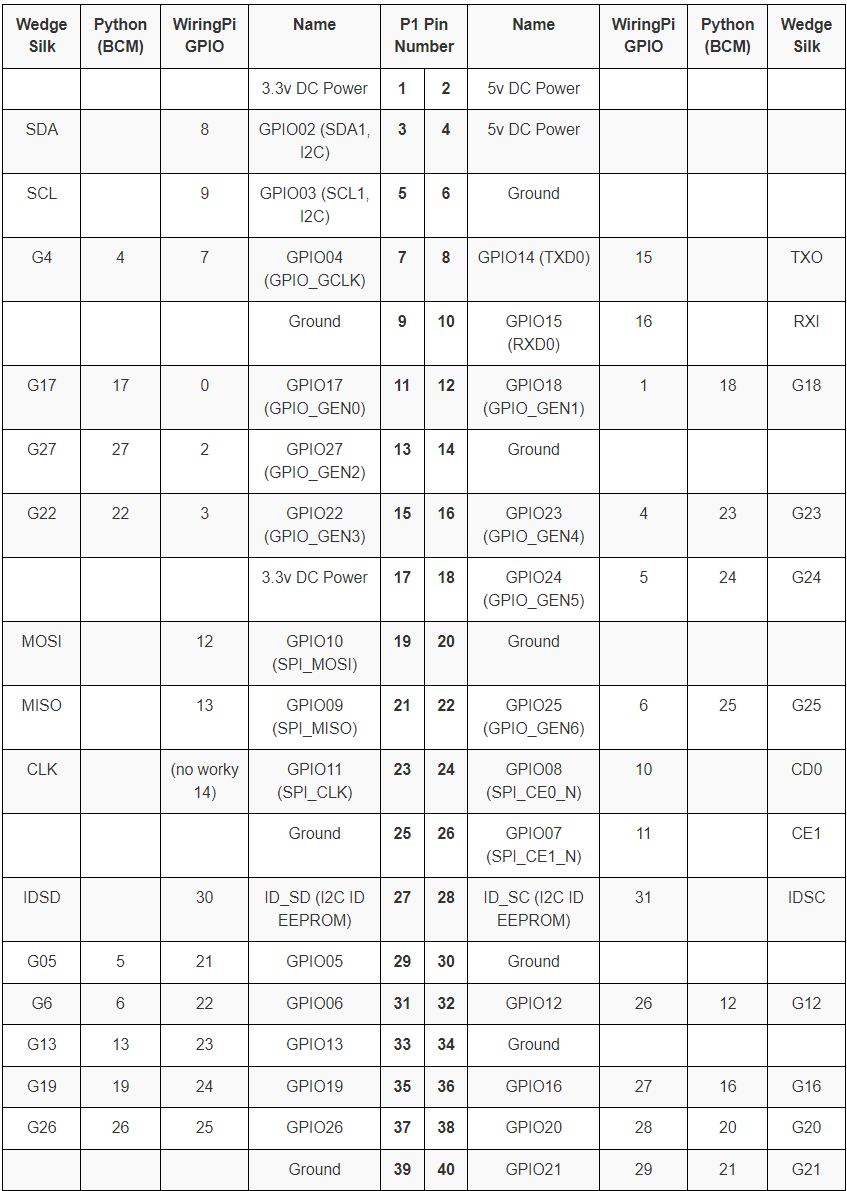 Wedge Silk Python (BCM) WiringPi GPIO Name P1 Pin Number Name WiringPi GPIO Python (BCM) Wedge Silk
3.3v DC Power 1 2 5v DC Power
SDA 8 GPIO02 (SDA1, I2C) 3 4 5v DC Power
SCL 9 GPIO03 (SCL1, I2C) 5 6 Ground
G4 4 7 GPIO04 (GPIO_GCLK) 7 8 GPIO14 (TXD0) 15 TXO
Ground 9 10 GPIO15 (RXD0) 16 RXI
G17 17 0 GPIO17 (GPIO_GEN0) 11 12 GPIO18 (GPIO_GEN1) 1 18 G18
G27 27 2 GPIO27 (GPIO_GEN2) 13 14 Ground
G22 22 3 GPIO22 (GPIO_GEN3) 15 16 GPIO23 (GPIO_GEN4) 4 23 G23
3.3v DC Power 17 18 GPIO24 (GPIO_GEN5) 5 24 G24
MOSI 12 GPIO10 (SPI_MOSI) 19 20 Ground
MISO 13 GPIO09 (SPI_MISO) 21 22 GPIO25 (GPIO_GEN6) 6 25 G25
CLK (no worky 14) GPIO11 (SPI_CLK) 23 24 GPIO08 (SPI_CE0_N) 10 CD0
Ground 25 26 GPIO07 (SPI_CE1_N) 11 CE1
IDSD 30 ID_SD (I2C ID EEPROM) 27 28 ID_SC (I2C ID EEPROM) 31 IDSC
G05 5 21 GPIO05 29 30 Ground
G6 6 22 GPIO06 31 32 GPIO12 26 12 G12
G13 13 23 GPIO13 33 34 Ground
G19 19 24 GPIO19 35 36 GPIO16 27 16 G16
G26 26 25 GPIO26 37 38 GPIO20 28 20 G20
Ground 39 40 GPIO21 29 21 G21